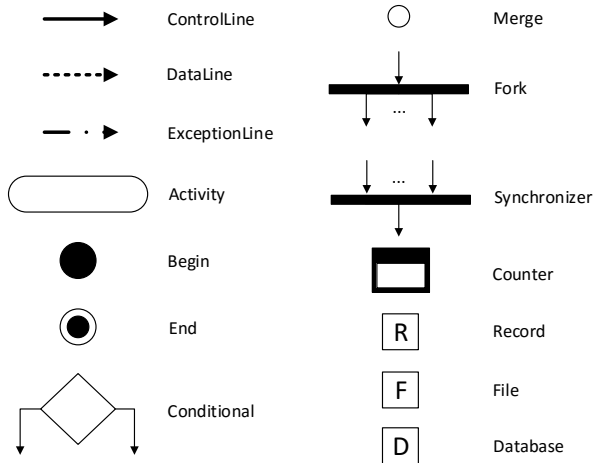 ControlLine
DataLine
ExceptionLine
Activity
Begin
End
Conditional
Merge
...
Fork
...
Synchronizer
Counter
R
Record
F
File
D
Database